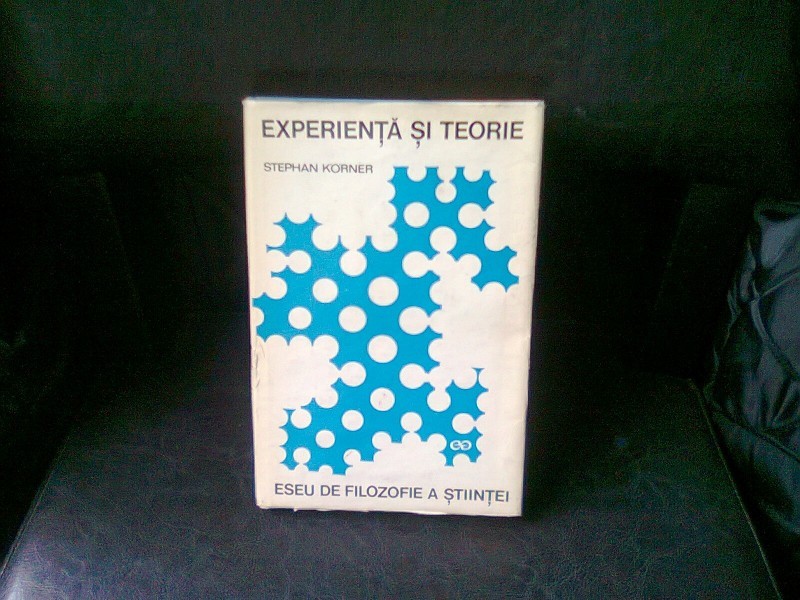 EXPERIENȚĂ ȘI TEORIE
STEPHAN KÖRNER
ESEU DE FILOZOFIE A ȘTIINȚEI